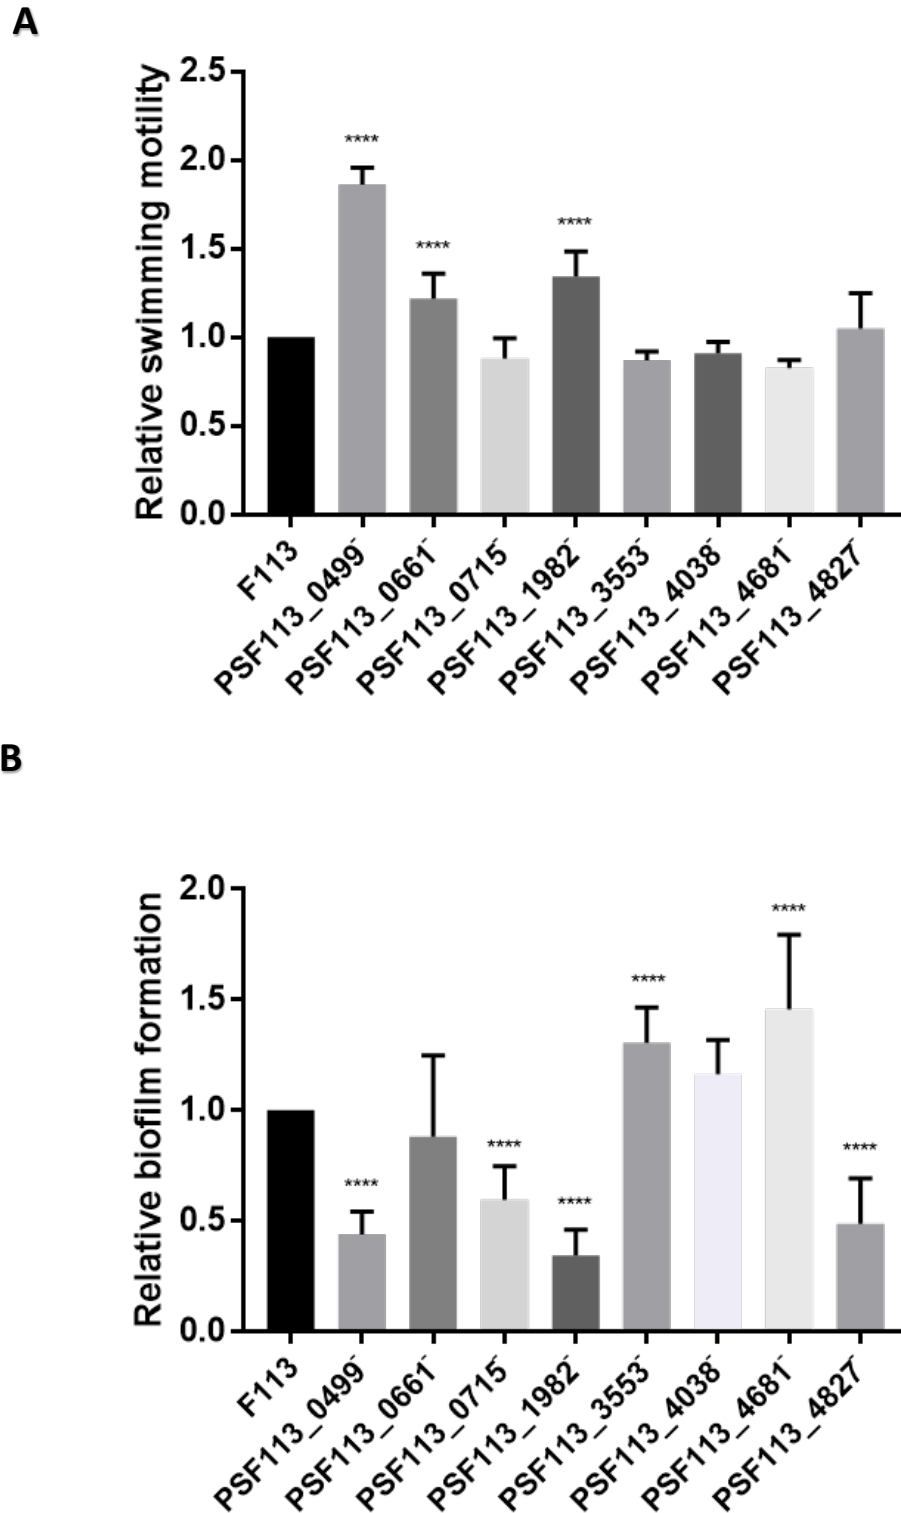 A
Relative swimming motility
2.5
2.0
1.5
1.0
0.5
0.0
****
****
****
F113
PSF113_0499⁻
PSF113_0661⁻
PSF113_0715⁻
PSF113_1982⁻
PSF113_3553⁻
PSF113_4038⁻
PSF113_4681⁻
PSF113_4827⁻
B
Relative biofilm formation
2.0
1.5
1.0
0.5
0.0
****
****
****
****
****
****
F113
PSF113_0499⁻
PSF113_0661⁻
PSF113_0715⁻
PSF113_1982⁻
PSF113_3553⁻
PSF113_4038⁻
PSF113_4681⁻
PSF113_4827⁻